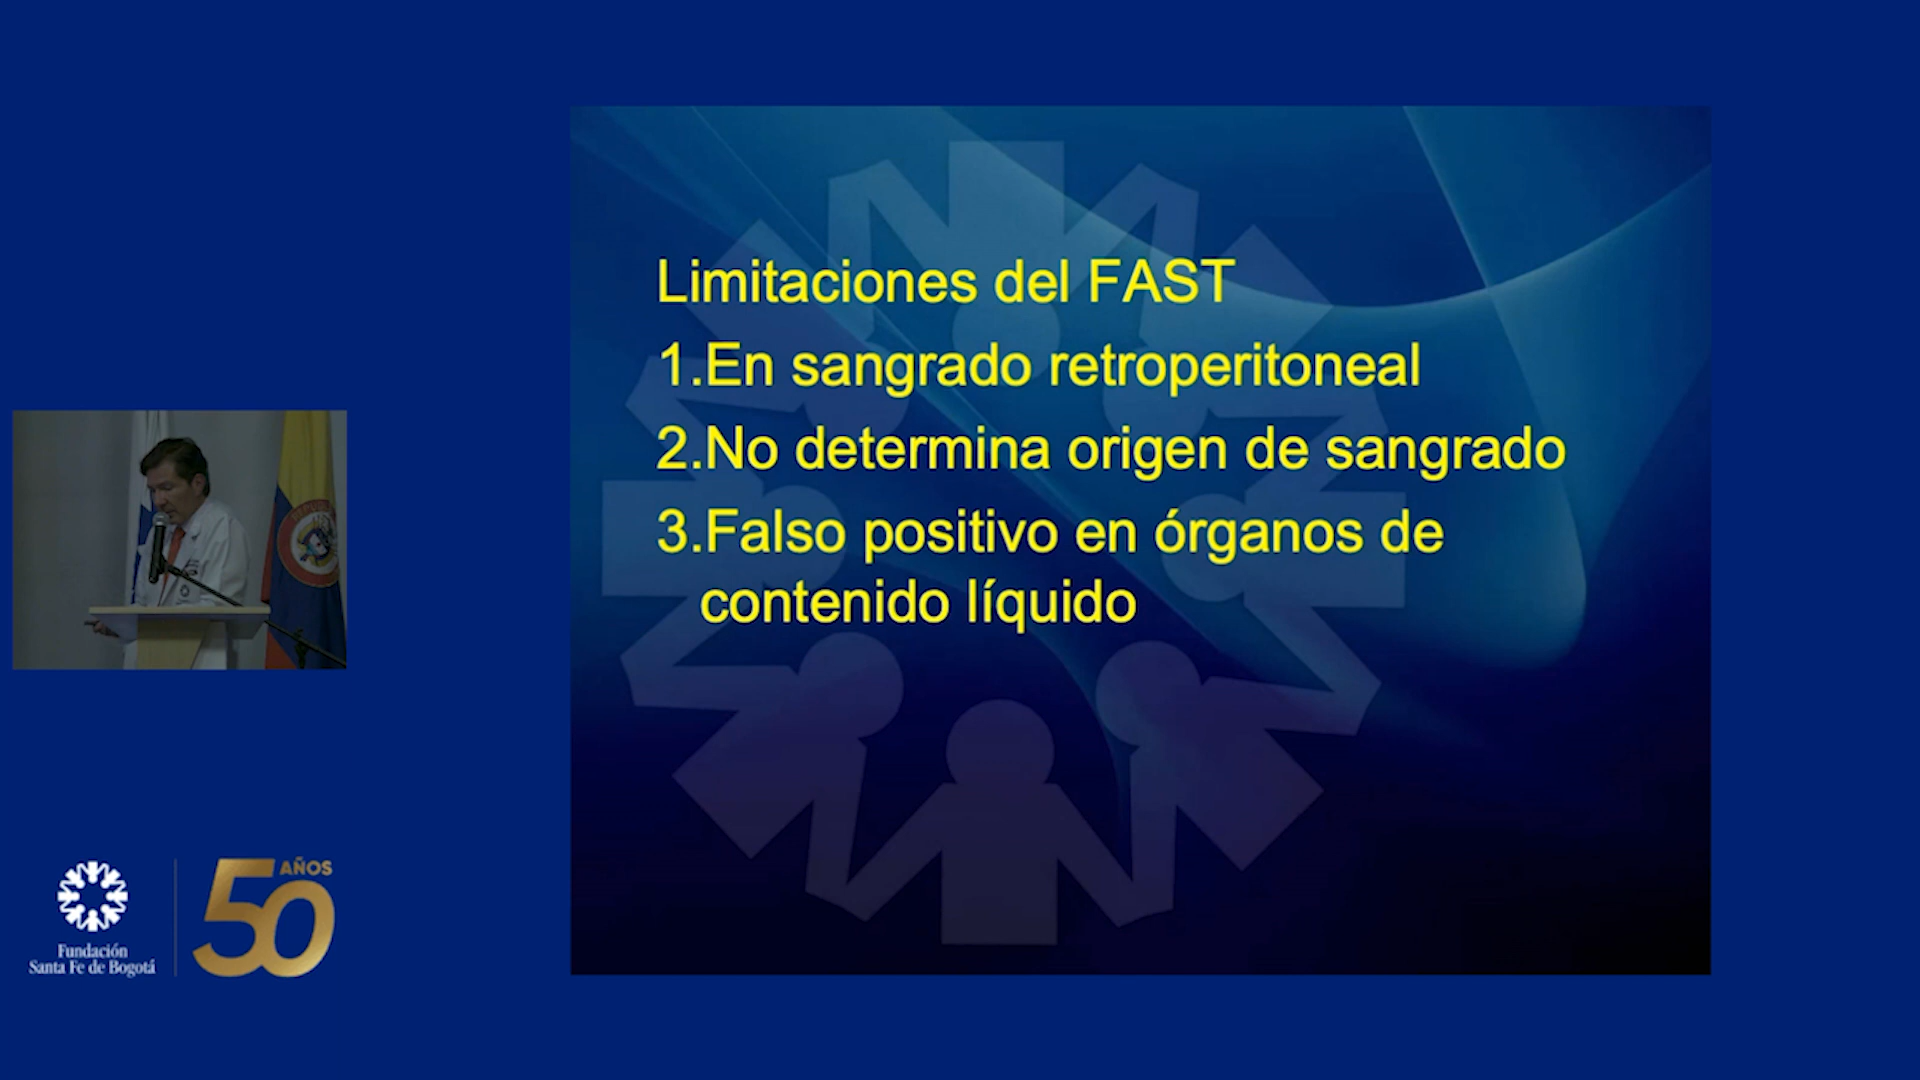 Limitaciones del FAST
1.En sangrado retroperitoneal
2.No determina origen de sangrado
3.Falso positivo en órganos de
contenido líquido
Fundación
Santa Fe de Bogotá
50 AÑOS